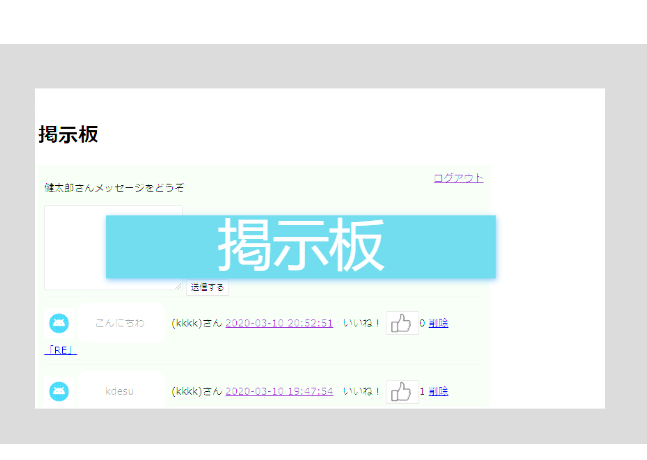 掲示板
ログアウト
健太郎さんメッセージをどうぞ
掲示板
送信する
こんにちわ (kkkk)さん 2020-03-10 20:52:51 いいね! 0 削除
「RE」
kdesu (kkkk)さん 2020-03-10 19:47:54 いいね! 1 削除